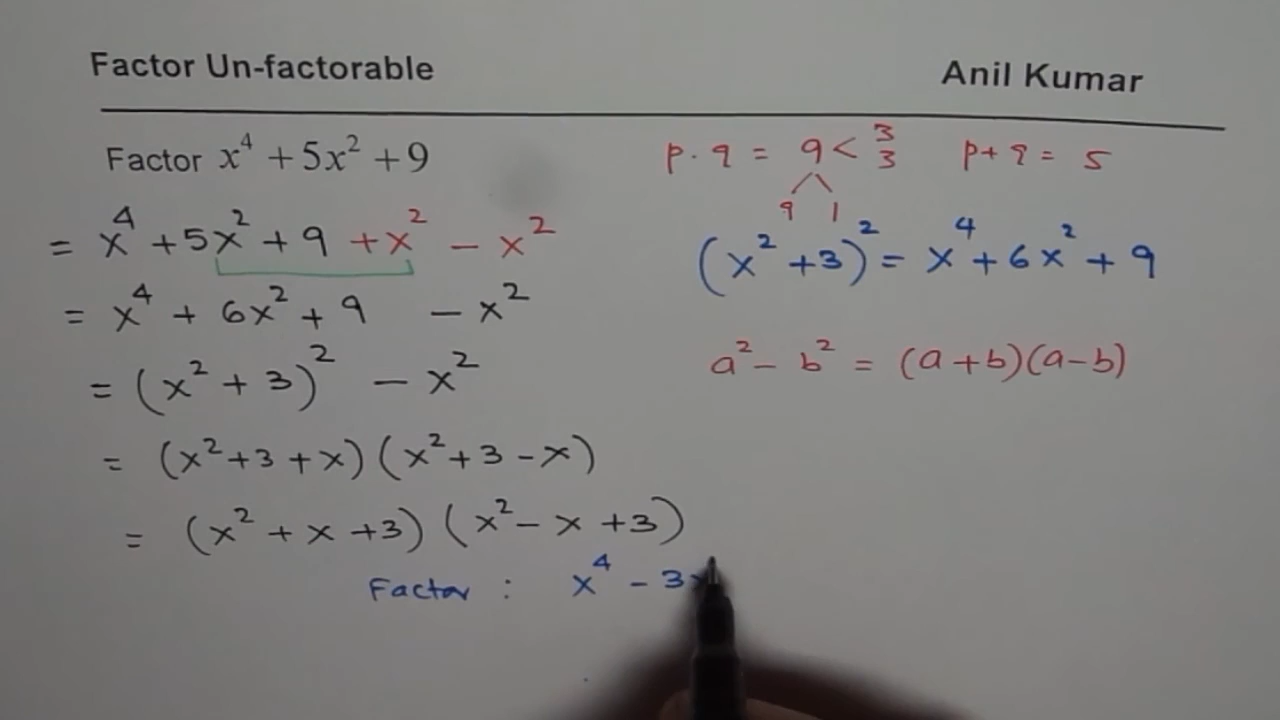 Factor Un-factorable Anil Kumar
Factor x⁴ + 5x² + 9
p · q = 9 < 3 3 p + q = 5
9 1
= x⁴ + 5x² + 9 + x² − x²
(x² + 3)² = x⁴ + 6x² + 9
= x⁴ + 6x² + 9 − x²
= (x² + 3)² − x²
a² − b² = (a + b)(a − b)
= (x² + 3 + x)(x² + 3 − x)
= (x² + x + 3)(x² − x + 3)
Factor : x⁴ − 3x